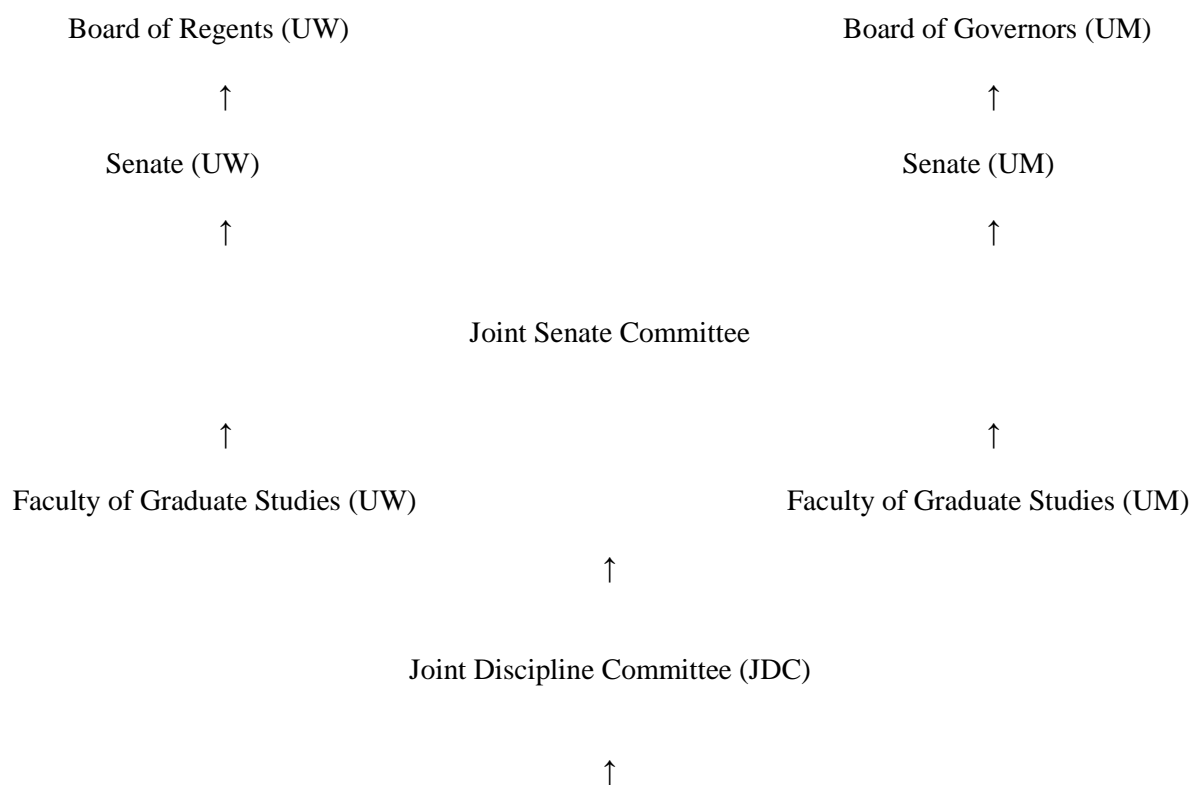 Board of Regents (UW) Board of Governors (UM)
↑ ↑
Senate (UW) Senate (UM)
↑ ↑
Joint Senate Committee
↑ ↑
Faculty of Graduate Studies (UW) Faculty of Graduate Studies (UM)
↑
Joint Discipline Committee (JDC)
↑